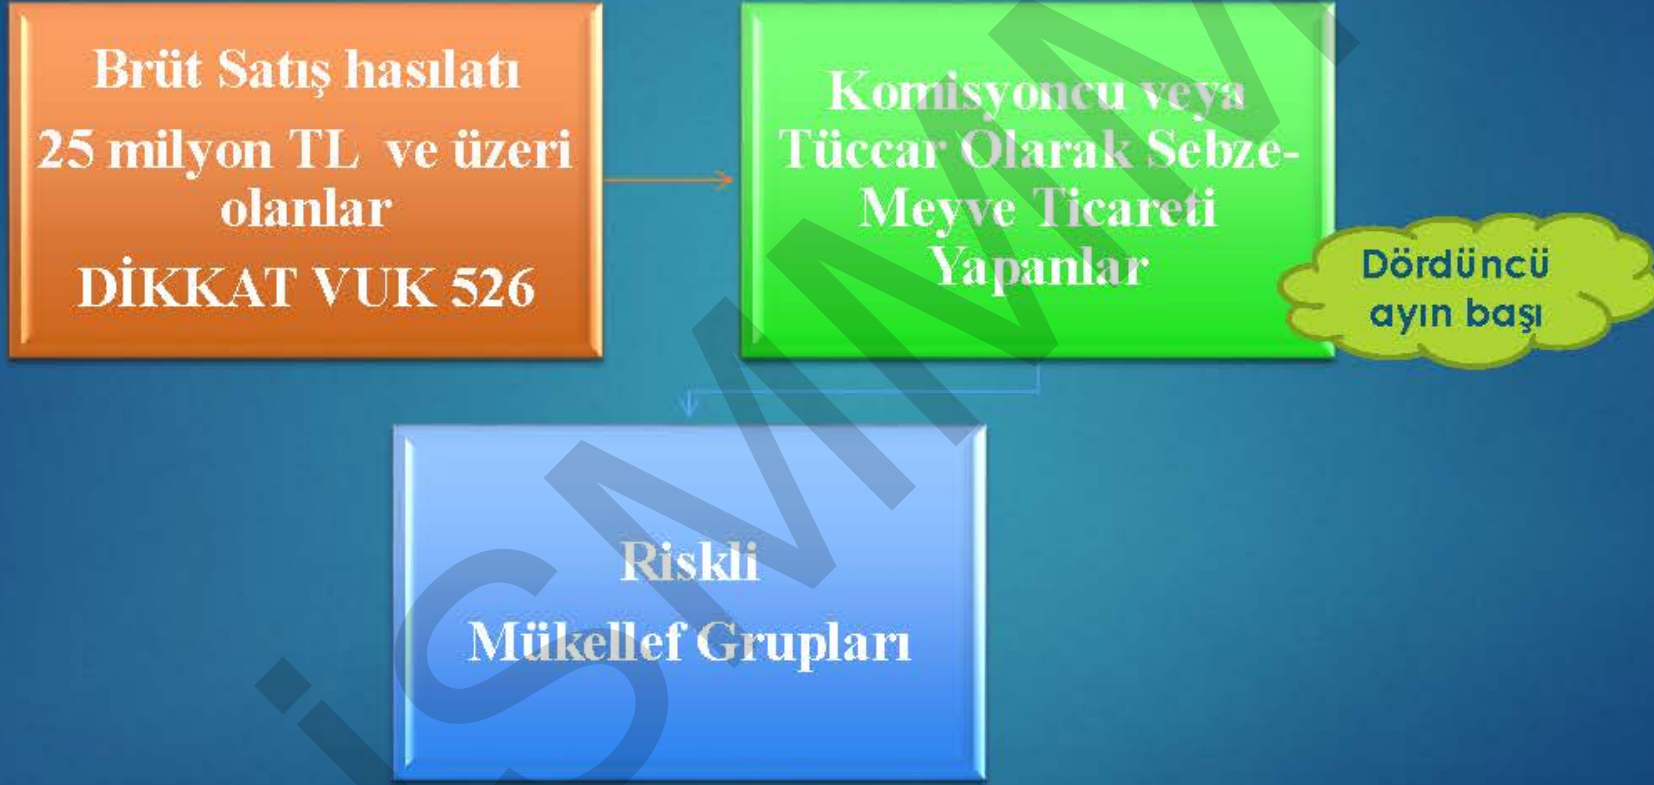 Brüt Satış hasılatı
25 milyon TL ve üzeri
olanlar
DİKKAT VUK 526
Komisyoncu veya
Tüccar Olarak Sebze-
Meyve Ticareti
Yapanlar
Dördüncü
ayın başı
Riskli
Mükellef Grupları
İSMM